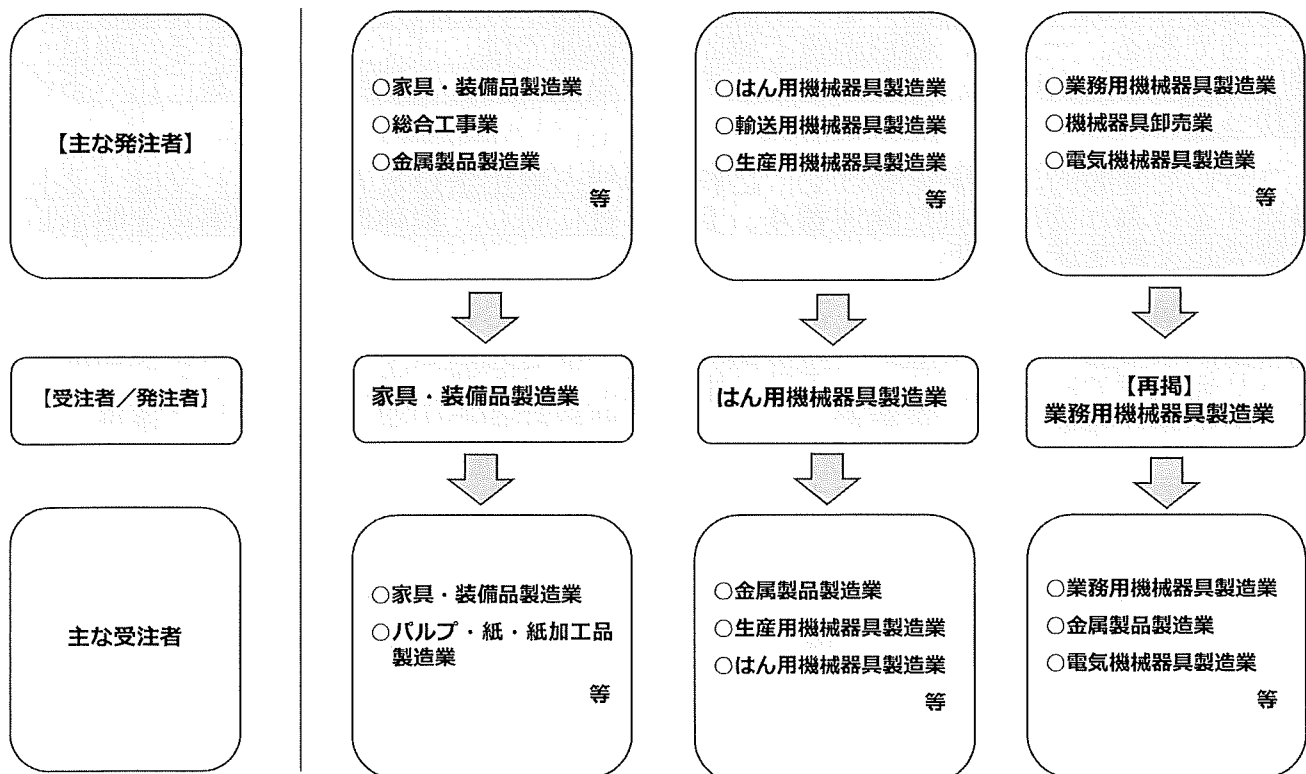 【主な発注者】
○家具・装備品製造業
○総合工事業
○金属製品製造業
等
○はん用機械器具製造業
○輸送用機械器具製造業
○生産用機械器具製造業
等
○業務用機械器具製造業
○機械器具卸売業
○電気機械器具製造業
等
【受注者／発注者】
家具・装備品製造業
はん用機械器具製造業
【再掲】
業務用機械器具製造業
主な受注者
○家具・装備品製造業
○パルプ・紙・紙加工品
製造業
等
○金属製品製造業
○生産用機械器具製造業
○はん用機械器具製造業
等
○業務用機械器具製造業
○金属製品製造業
○電気機械器具製造業
等